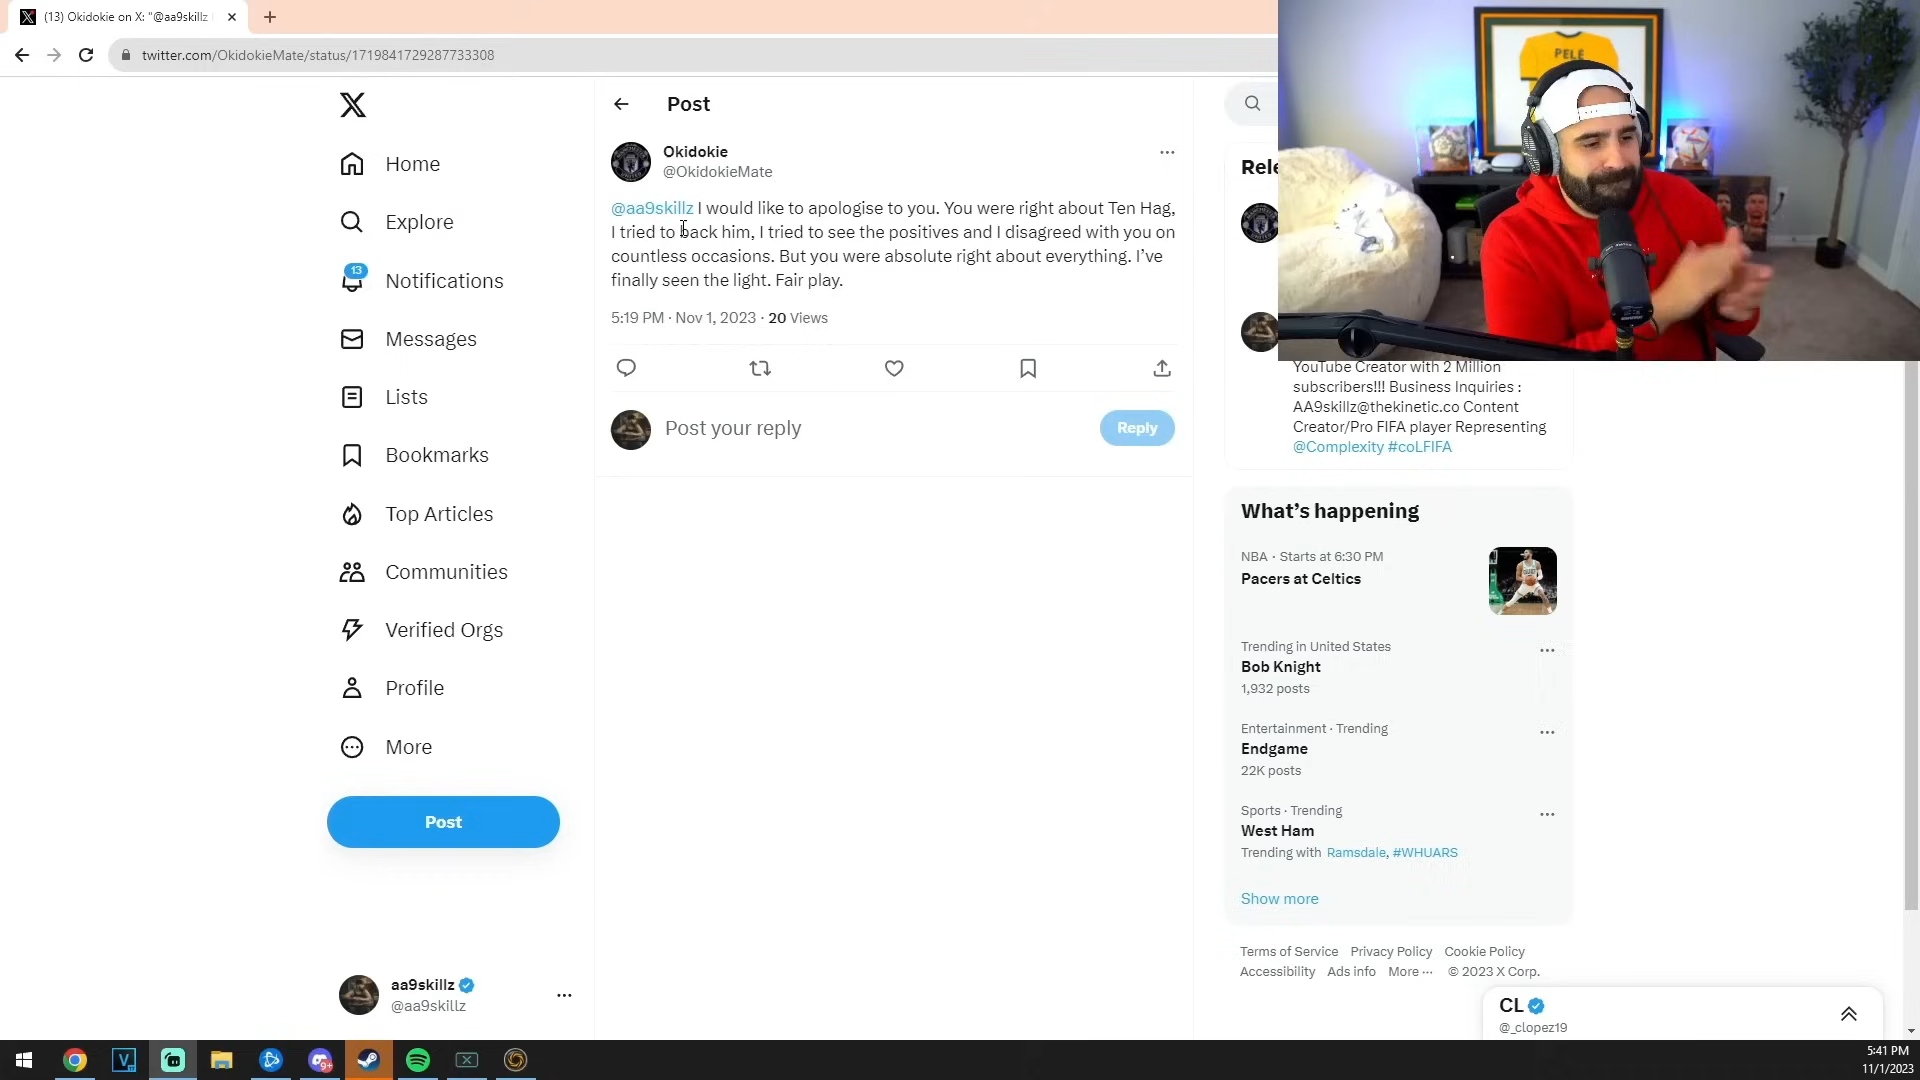 (13) Okidokie on X: "@aa9skillz
twitter.com/OkidokieMate/status/1719841729287733308
PELÉ
Post
Home
Explore
13
Notifications
Messages
Lists
Bookmarks
Top Articles
Communities
Verified Orgs
Profile
More
Post
aa9skillz
@aa9skillz
Okidokie
@OkidokieMate
@aa9skillz I would like to apologise to you. You were right about Ten Hag,
I tried to back him, I tried to see the positives and I disagreed with you on
countless occasions. But you were absolute right about everything. I've
finally seen the light. Fair play.
5:19 PM · Nov 1, 2023 · 20 Views
Post your reply
Reply
Rele
YouTube Creator with 2 Million
subscribers!!! Business Inquiries :
AA9skillz@thekinetic.co Content
Creator/Pro FIFA player Representing
@Complexity #coLFIFA
What's happening
NBA · Starts at 6:30 PM
Pacers at Celtics
Trending in United States
Bob Knight
1,932 posts
Entertainment · Trending
Endgame
22K posts
Sports · Trending
West Ham
Trending with Ramsdale, #WHUARS
Show more
Terms of Service Privacy Policy Cookie Policy
Accessibility Ads info More ··· © 2023 X Corp.
CL
@_clopez19
9+
5:41 PM
11/1/2023